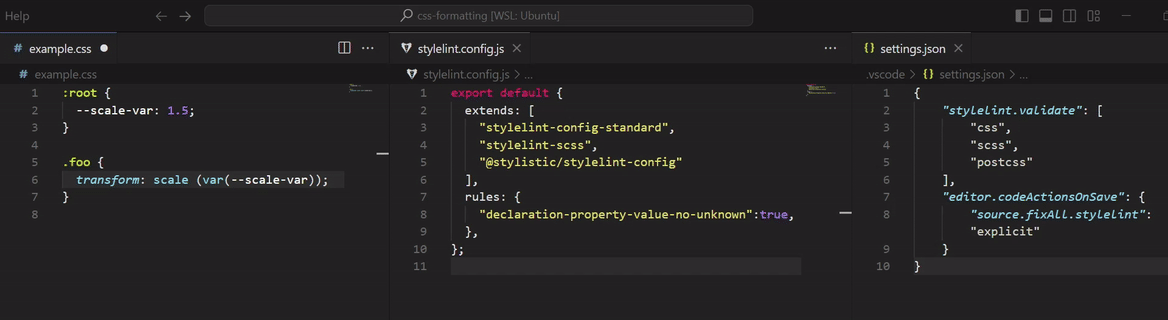 Help
css-formatting [WSL: Ubuntu]
# example.css
# example.css
1 :root {
2 --scale-var: 1.5;
3 }
4
5 .foo {
6 transform: scale (var(--scale-var));
7 }
8
stylelint.config.js
stylelint.config.js > ...
1 export default {
2 extends: [
3 "stylelint-config-standard",
4 "stylelint-scss",
5 "@stylistic/stylelint-config"
6 ],
7 rules: {
8 "declaration-property-value-no-unknown":true,
9 },
10 };
11
{} settings.json
.vscode > {} settings.json > ...
1 {
2 "stylelint.validate": [
3 "css",
4 "scss",
5 "postcss"
6 ],
7 "editor.codeActionsOnSave": {
8 "source.fixAll.stylelint":
"explicit"
9 }
10 }